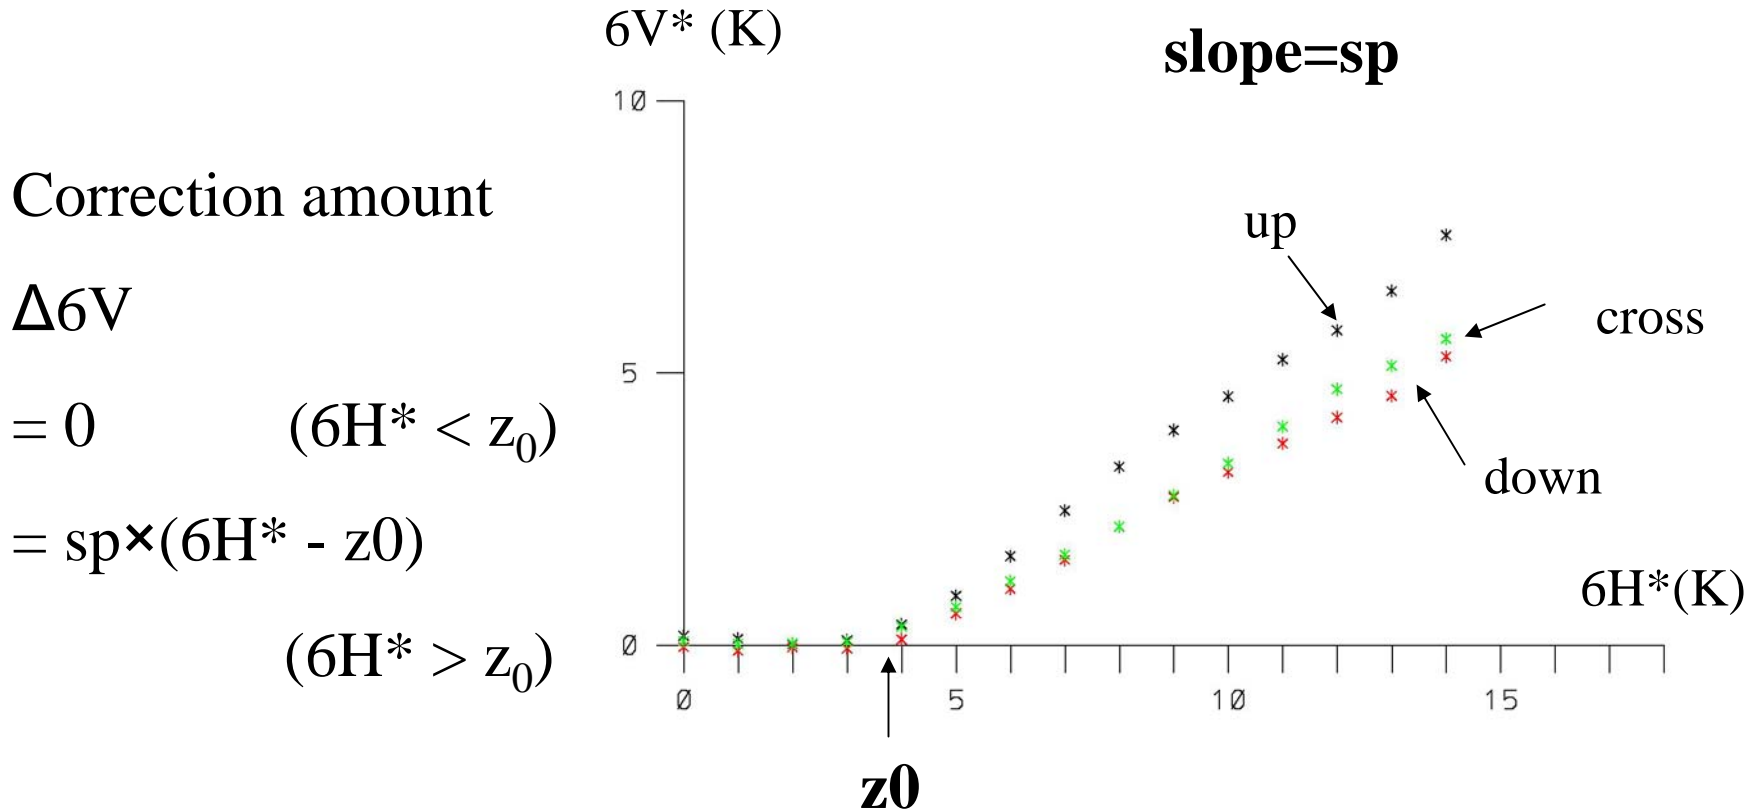 6V* (K)
slope=sp
Correction amount
Δ6V
= 0 (6H* < z₀)
= sp×(6H* - z0)
(6H* > z₀)
10
5
0
up
cross
down
6H*(K)
0 5 10 15
z0